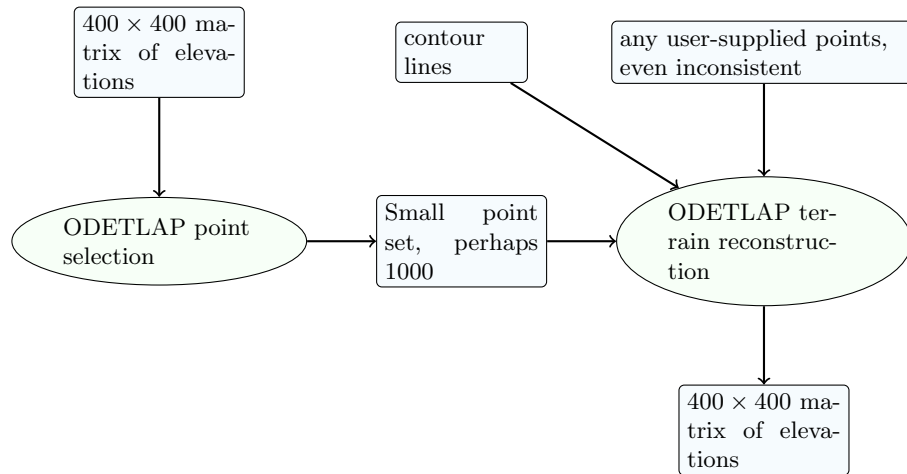 400 × 400 ma-
trix of eleva-
tions
contour
lines
any user-supplied points,
even inconsistent
ODETLAP point
selection
Small point
set, perhaps
1000
ODETLAP ter-
rain reconstruc-
tion
400 × 400 ma-
trix of eleva-
tions